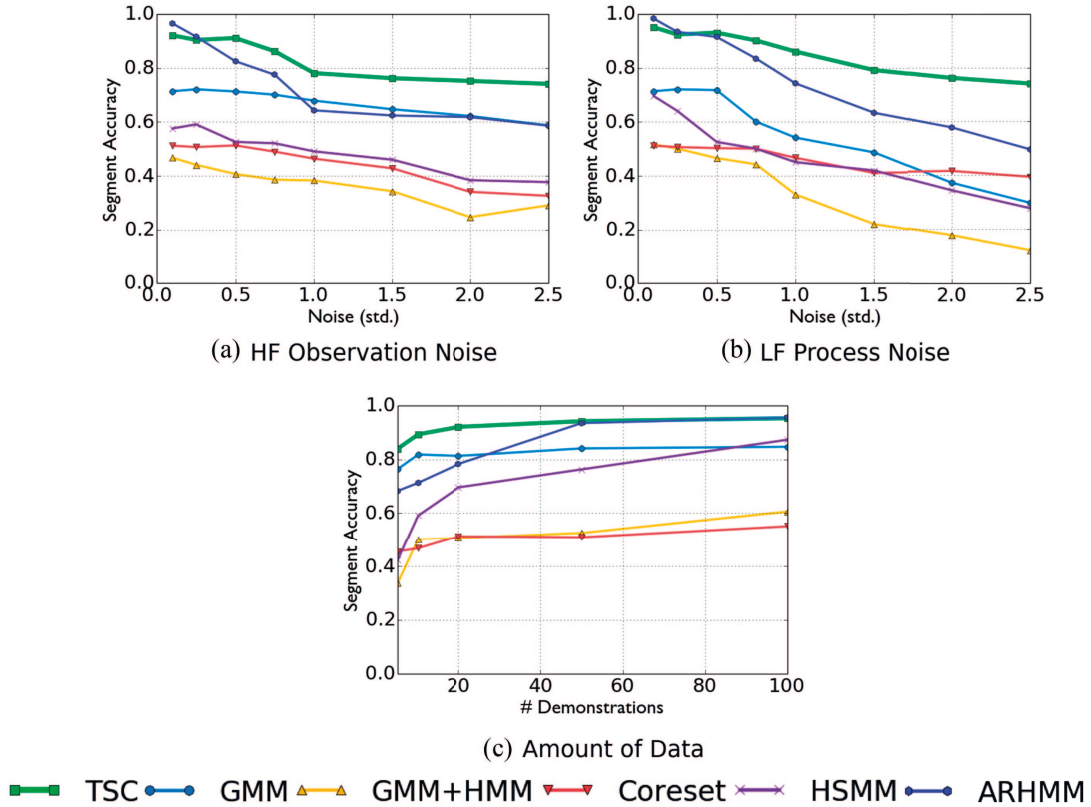 1.0
0.8
0.6
0.4
0.2
0.0
Segment Accuracy
0.0 0.5 1.0 1.5 2.0 2.5
Noise (std.)
(a) HF Observation Noise
1.0
0.8
0.6
0.4
0.2
0.0
Segment Accuracy
0.0 0.5 1.0 1.5 2.0 2.5
Noise (std.)
(b) LF Process Noise
1.0
0.8
0.6
0.4
0.2
0.0
Segment Accuracy
20 40 60 80 100
# Demonstrations
(c) Amount of Data
TSC GMM GMM+HMM Coreset HSMM ARHMM